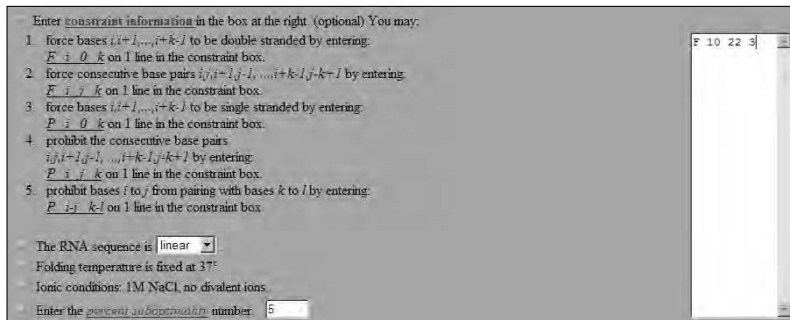 Enter constraint information in the box at the right. (optional) You may:
1. force bases i,i+1,...,i+k-1 to be double stranded by entering:
F i 0 k on 1 line in the constraint box.
2. force consecutive base pairs i,j,i+1,j-1, ...,i+k-1,j-k+1 by entering:
F i j k on 1 line in the constraint box.
3. force bases i,i+1,...,i+k-1 to be single stranded by entering:
P i 0 k on 1 line in the constraint box.
4. prohibit the consecutive base pairs
i,j,i+1,j-1, ...,i+k-1,j-k+1 by entering:
P i j k on 1 line in the constraint box.
5. prohibit bases i to j from pairing with bases k to l by entering:
P i-j k-l on 1 line in the constraint box.
F 10 22 3
The RNA sequence is linear
Folding temperature is fixed at 37°
Ionic conditions: 1M NaCl, no divalent ions.
Enter the percent suboptimality number. 5